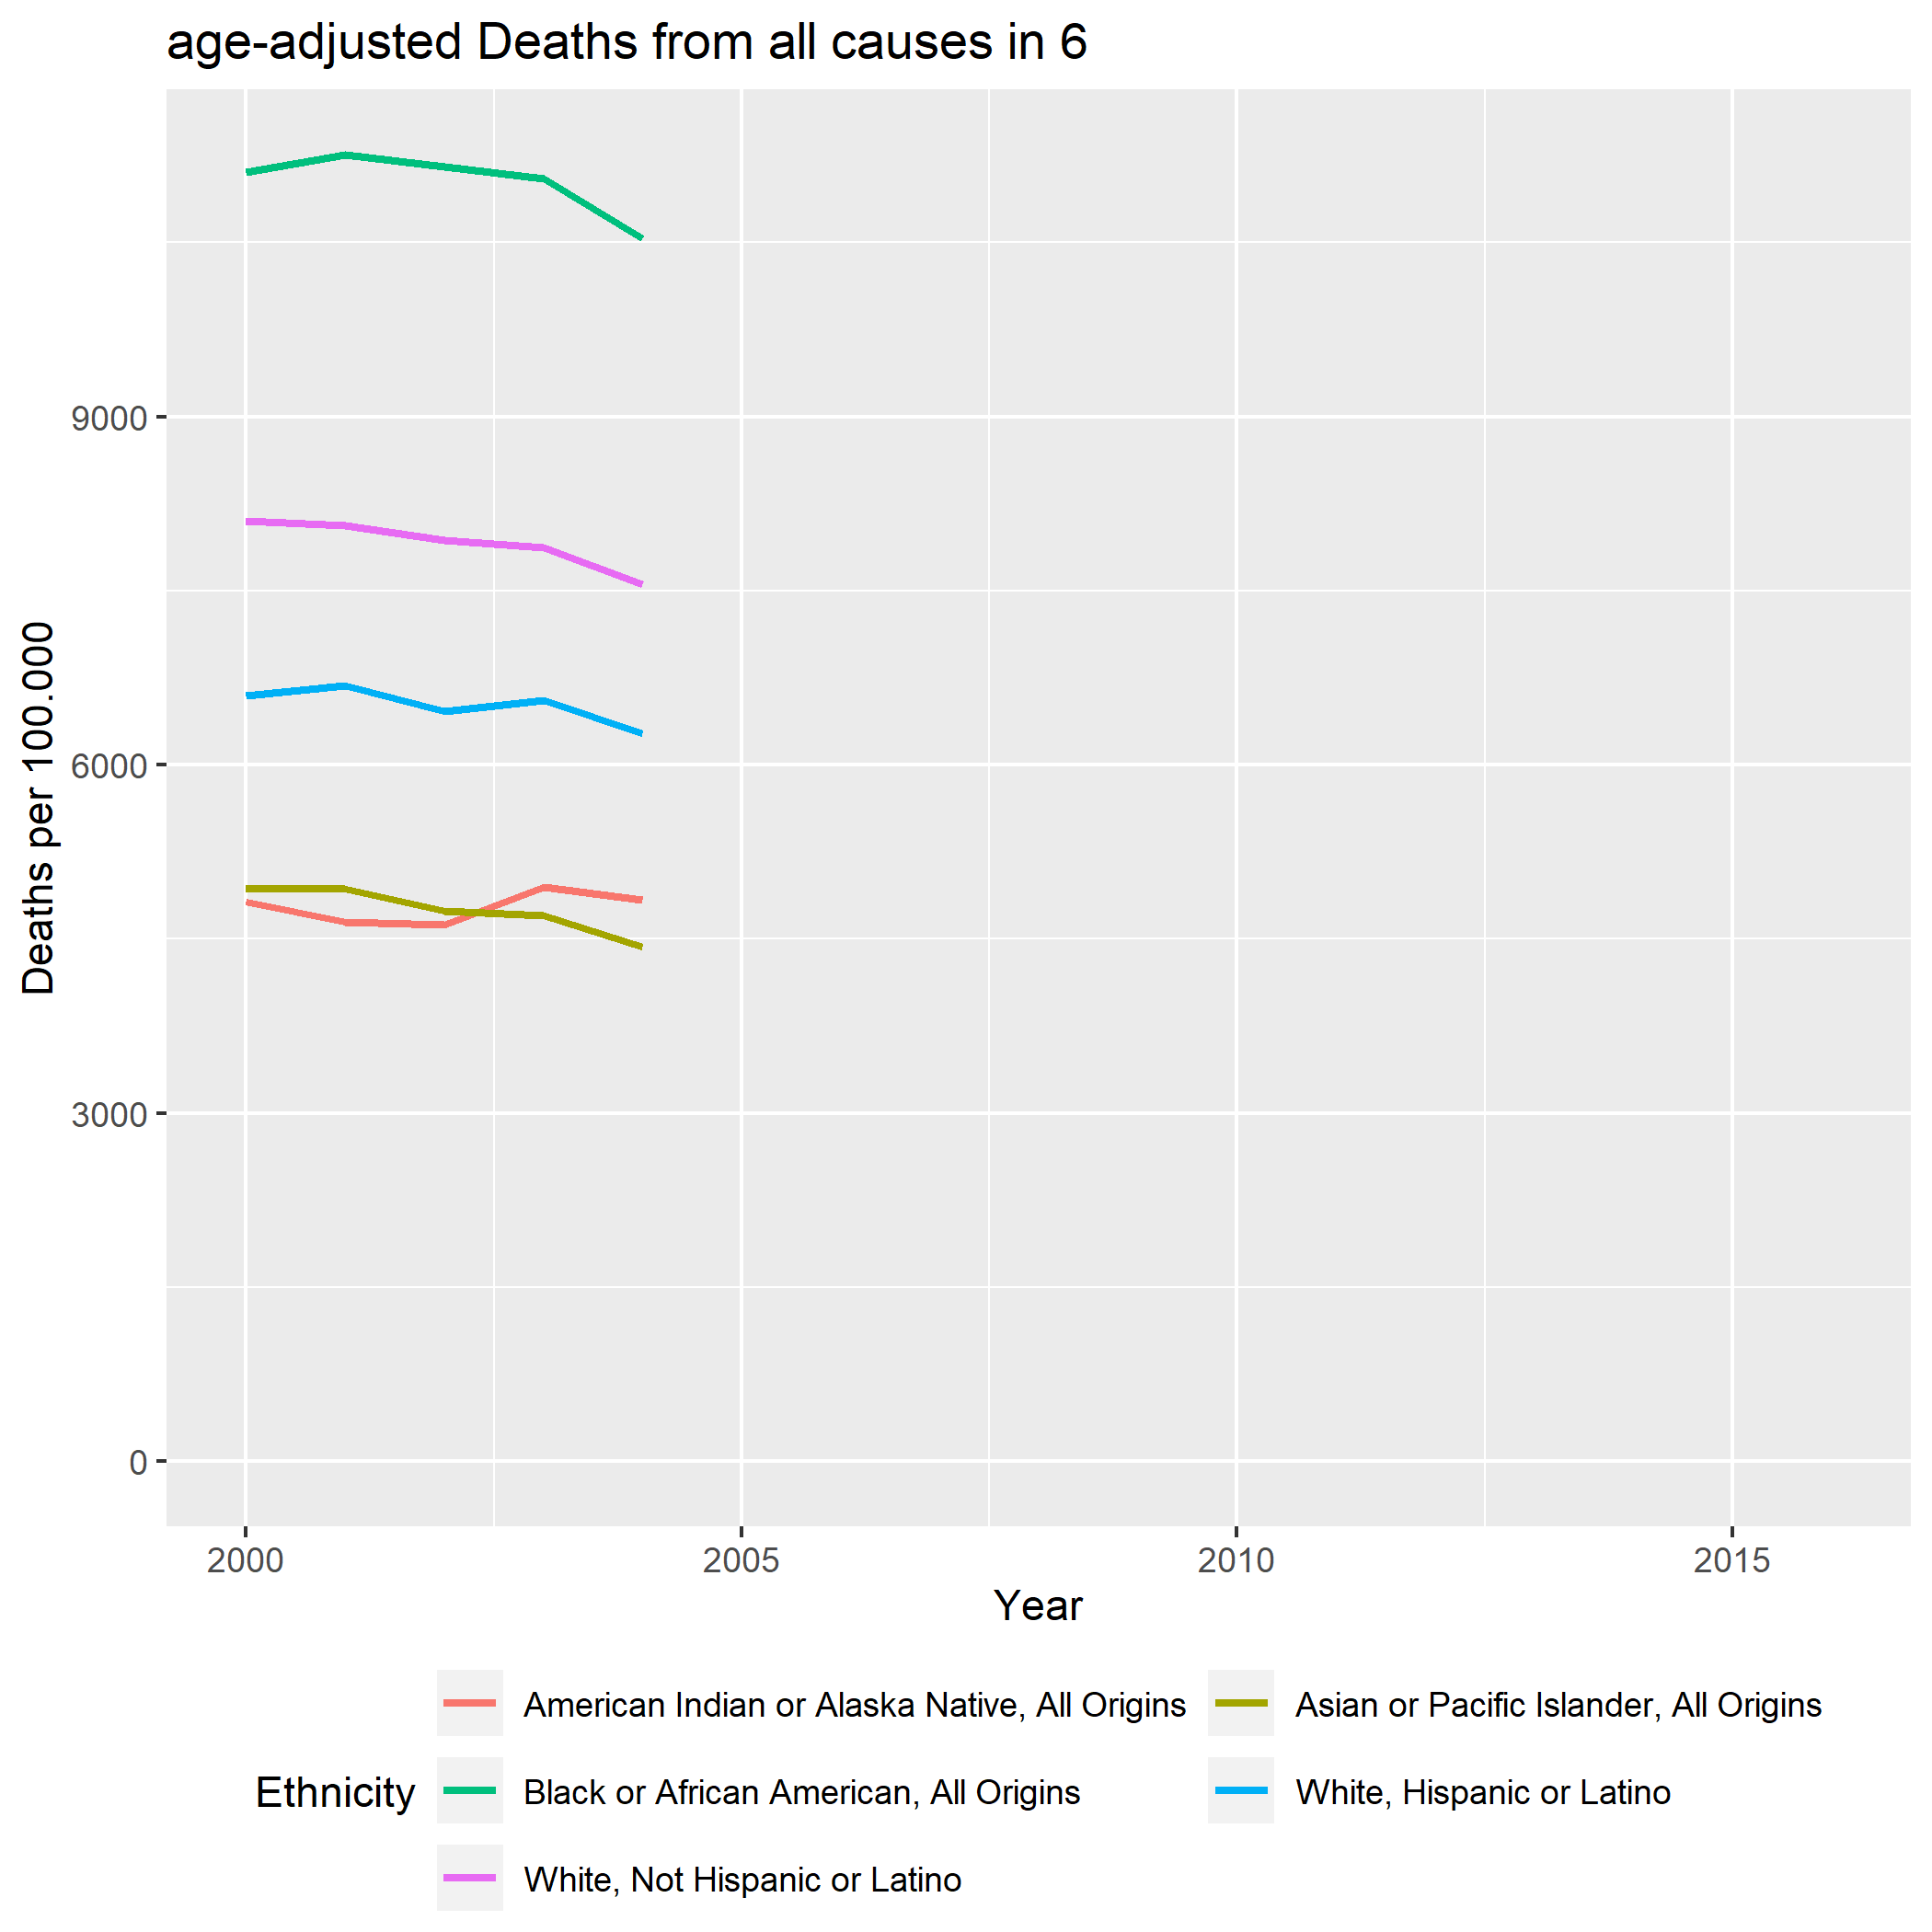 age-adjusted Deaths from all causes in 6
Deaths per 100.000
9000
6000
3000
0
2000 2005 2010 2015
Year
Ethnicity
American Indian or Alaska Native, All Origins
Asian or Pacific Islander, All Origins
Black or African American, All Origins
White, Hispanic or Latino
White, Not Hispanic or Latino